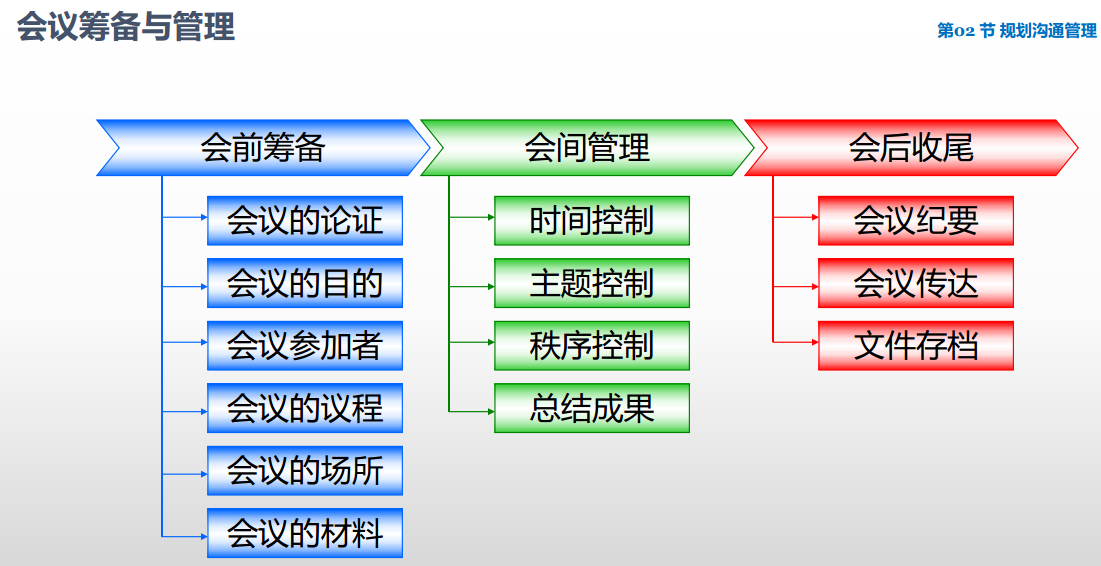 会议筹备与管理
第02 节 规划沟通管理
会前筹备
会议的论证
会议的目的
会议参加者
会议的议程
会议的场所
会议的材料
会间管理
时间控制
主题控制
秩序控制
总结成果
会后收尾
会议纪要
会议传达
文件存档